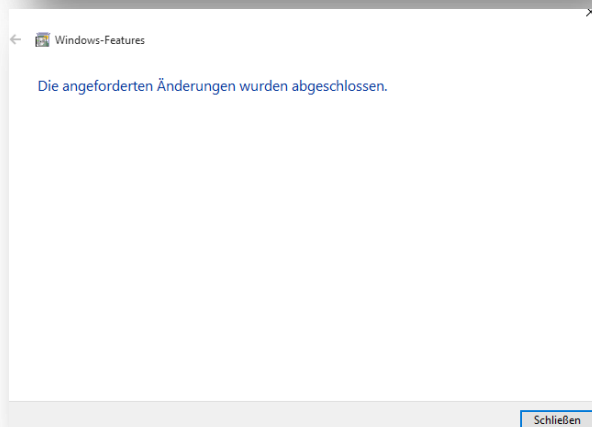 Windows-Features
Die angeforderten Änderungen wurden abgeschlossen.
Schließen